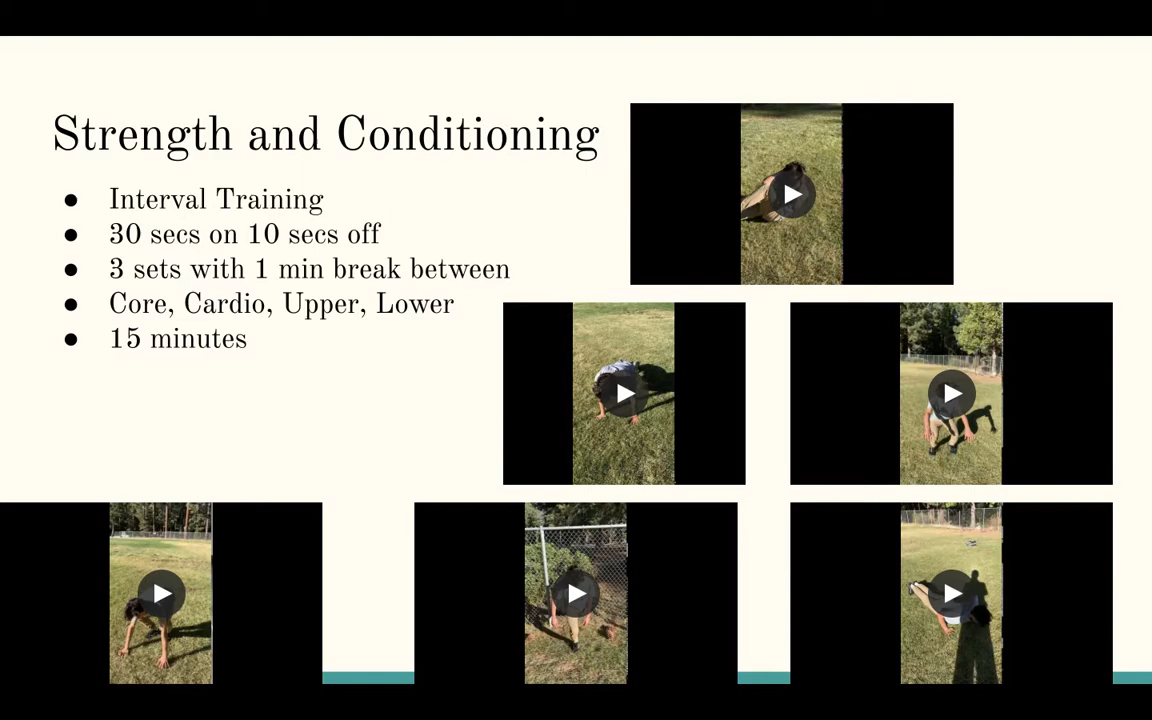 Strength and Conditioning
● Interval Training
● 30 secs on 10 secs off
● 3 sets with 1 min break between
● Core, Cardio, Upper, Lower
● 15 minutes